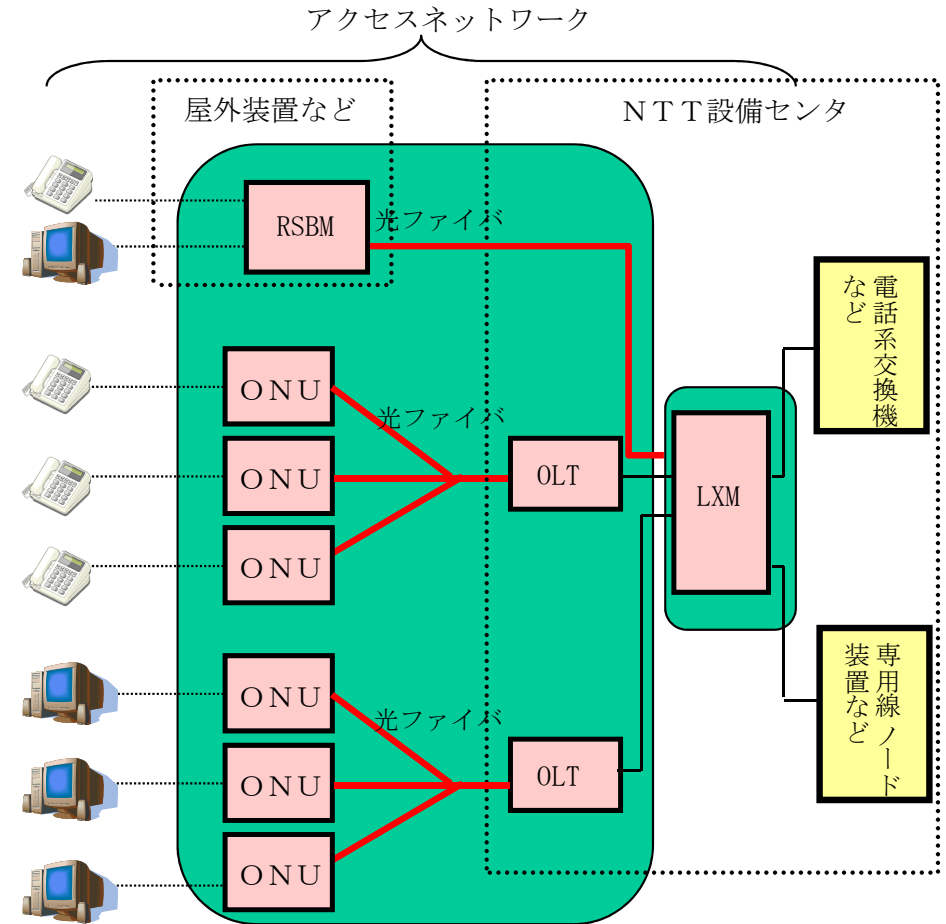 アクセスネットワーク
屋外装置など
NTT設備センタ
RSBM
光ファイバ
電話系交換機
など
ONU
光ファイバ
ONU
OLT
LXM
ONU
ONU
光ファイバ
専用線ノード
装置など
ONU
OLT
ONU